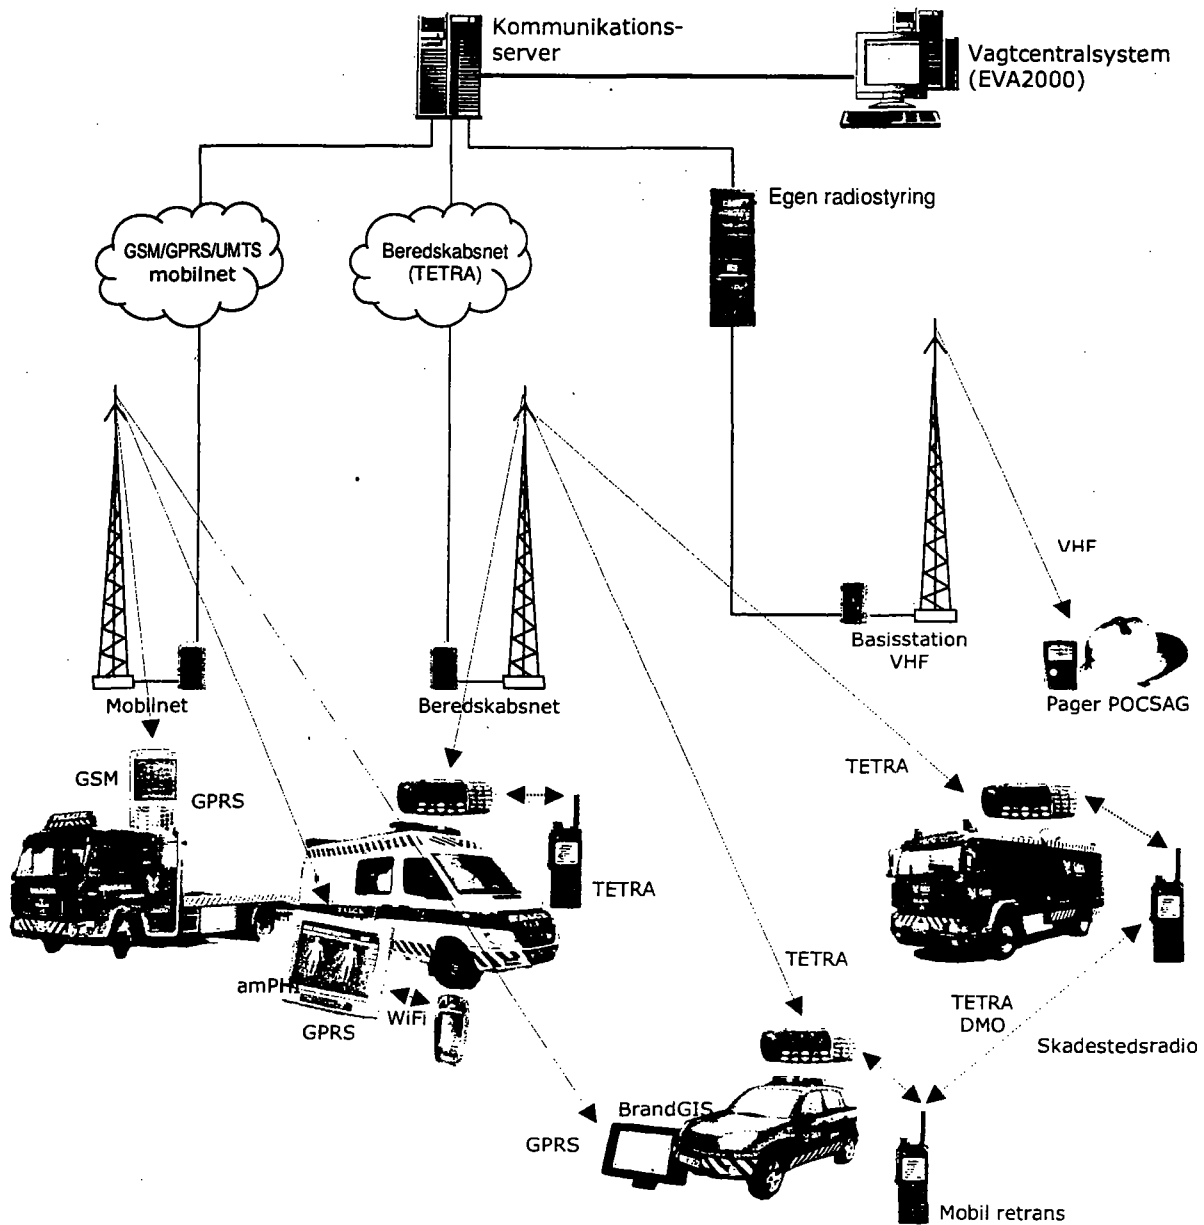 Kommunikations-
server
Vagtcentralsystem
(EVA2000)
Egen radiostyring
GSM/GPRS/UMTS
mobilnet
Beredskabsnet
(TETRA)
VHF
Basisstation
VHF
Pager POCSAG
Mobilnet
Beredskabsnet
GSM
GPRS
TETRA
TETRA
TETRA
amPHI
GPRS
WiFi
TETRA
DMO
Skadestedsradio
BrandGIS
GPRS
Mobil retrans